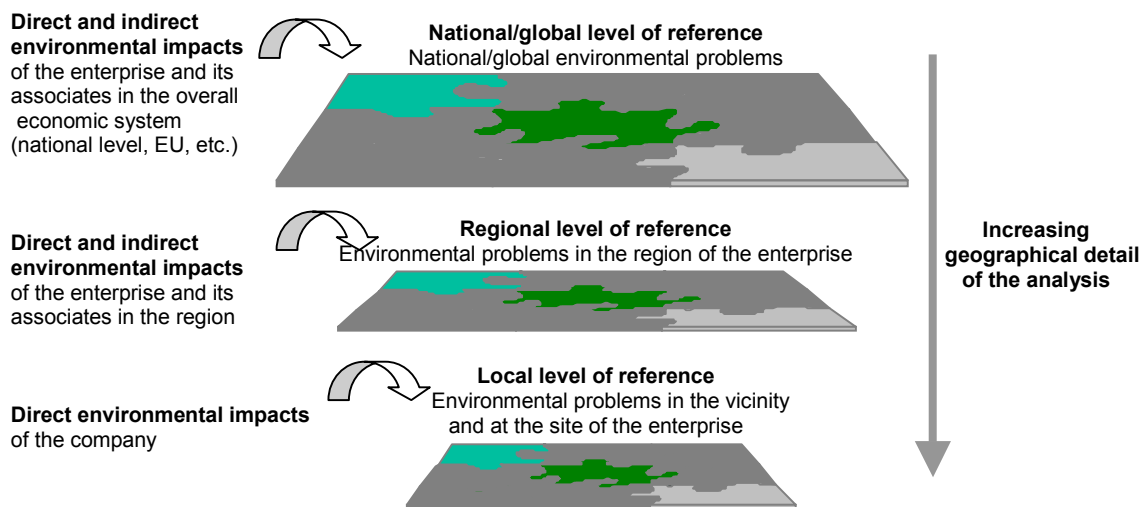 Direct and indirect
environmental impacts
of the enterprise and its
associates in the overall
economic system
(national level, EU, etc.)
National/global level of reference
National/global environmental problems
Direct and indirect
environmental impacts
of the enterprise and its
associates in the region
Regional level of reference
Environmental problems in the region of the enterprise
Increasing
geographical detail
of the analysis
Direct environmental impacts
of the company
Local level of reference
Environmental problems in the vicinity
and at the site of the enterprise